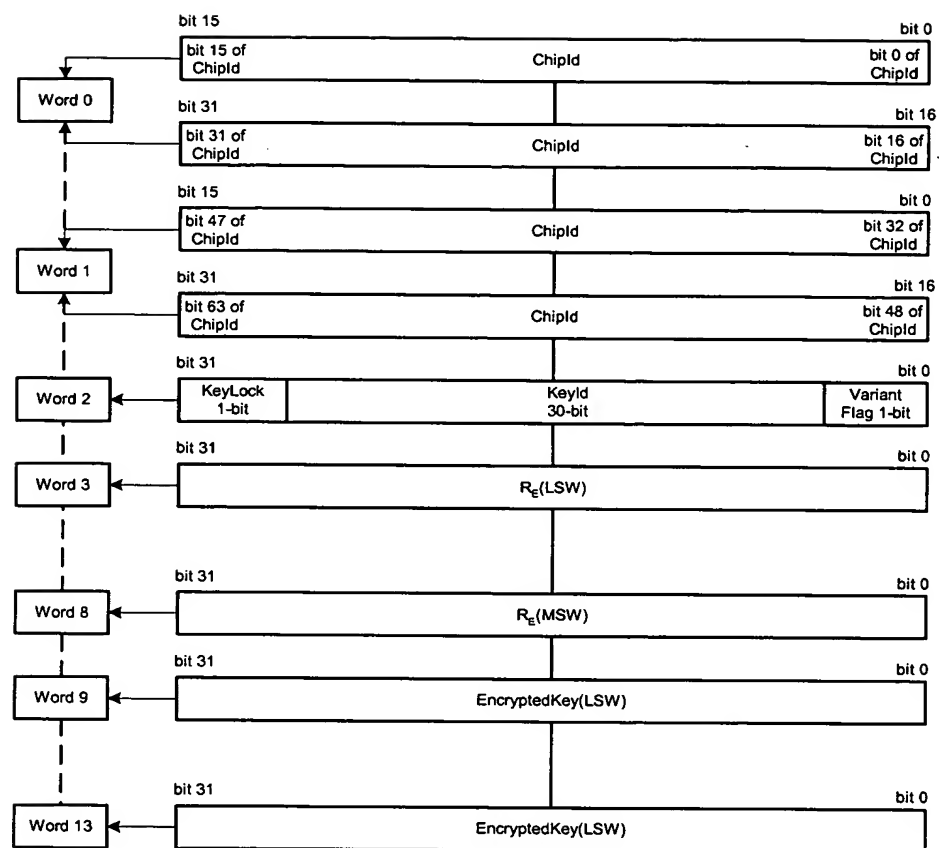 bit 15 bit 0
bit 15 of ChipId ChipId bit 0 of ChipId
Word 0
bit 31 bit 16
bit 31 of ChipId ChipId bit 16 of ChipId
bit 15 bit 0
bit 47 of ChipId ChipId bit 32 of ChipId
Word 1
bit 31 bit 16
bit 63 of ChipId ChipId bit 48 of ChipId
bit 31 bit 0
Word 2
KeyLock 1-bit
KeyId 30-bit
Variant Flag 1-bit
bit 31 bit 0
Word 3
R_E(LSW)
bit 31 bit 0
Word 8
R_E(MSW)
bit 31 bit 0
Word 9
EncryptedKey(LSW)
bit 31 bit 0
Word 13
EncryptedKey(LSW)